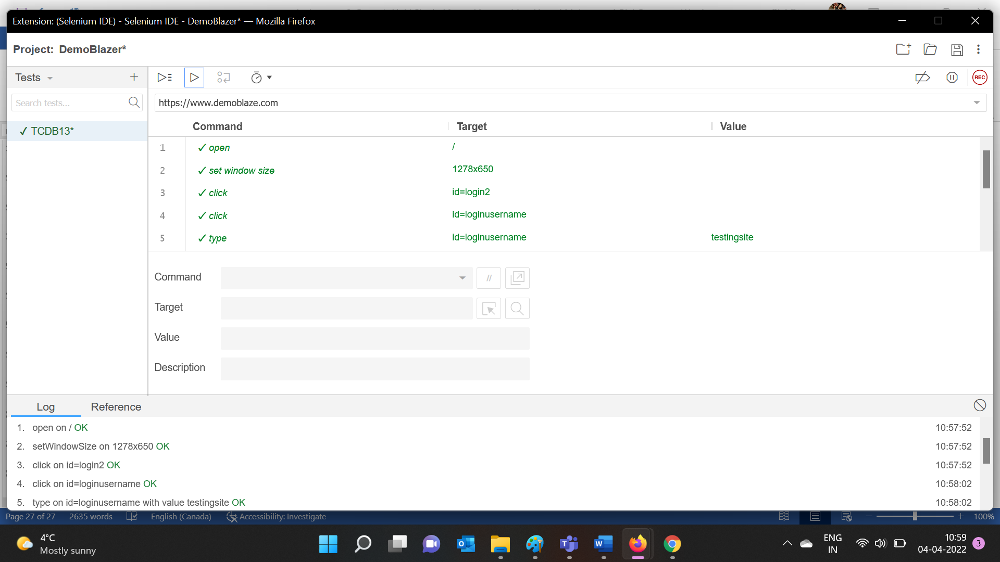 Extension: (Selenium IDE) - Selenium IDE - DemoBlazer* — Mozilla Firefox
Project: DemoBlazer*
Tests
REC
Search tests...
https://www.demoblaze.com
Command Target Value
✓ TCDB13*
1 ✓ open /
2 ✓ set window size 1278x650
3 ✓ click id=login2
4 ✓ click id=loginusername
5 ✓ type id=loginusername testingsite
Command //
Target
Value
Description
Log Reference
1. open on / OK 10:57:52
2. setWindowSize on 1278x650 OK 10:57:52
3. click on id=login2 OK 10:57:52
4. click on id=loginusername OK 10:58:02
5. type on id=loginusername with value testingsite OK 10:58:02
Page 27 of 27 2635 words English (Canada) Accessibility: Investigate 100%
4°C
Mostly sunny
ENG
IN
10:59
04-04-2022
3